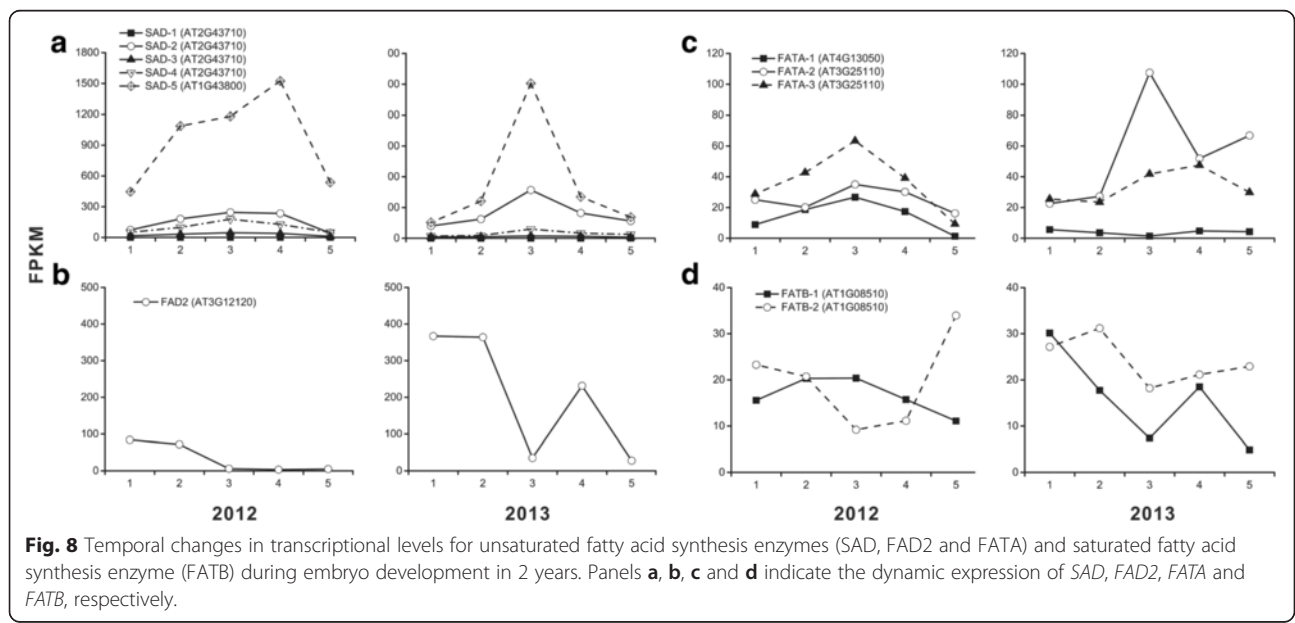 a
SAD-1 (AT2G43710)
SAD-2 (AT2G43710)
SAD-3 (AT2G43710)
SAD-4 (AT2G43710)
SAD-5 (AT1G43800)
1800
1500
1200
900
600
300
0
1 2 3 4 5
00
00
00
00
00
00
0
1 2 3 4 5
c
FATA-1 (AT4G13050)
FATA-2 (AT3G25110)
FATA-3 (AT3G25110)
120
100
80
60
40
20
0
1 2 3 4 5
120
100
80
60
40
20
0
1 2 3 4 5
FPKM
b
FAD2 (AT3G12120)
500
400
300
200
100
0
1 2 3 4 5
2012
500
400
300
200
100
0
1 2 3 4 5
2013
d
FATB-1 (AT1G08510)
FATB-2 (AT1G08510)
40
30
20
10
0
1 2 3 4 5
2012
40
30
20
10
0
1 2 3 4 5
2013
Fig. 8 Temporal changes in transcriptional levels for unsaturated fatty acid synthesis enzymes (SAD, FAD2 and FATA) and saturated fatty acid
synthesis enzyme (FATB) during embryo development in 2 years. Panels a, b, c and d indicate the dynamic expression of SAD, FAD2, FATA and
FATB, respectively.